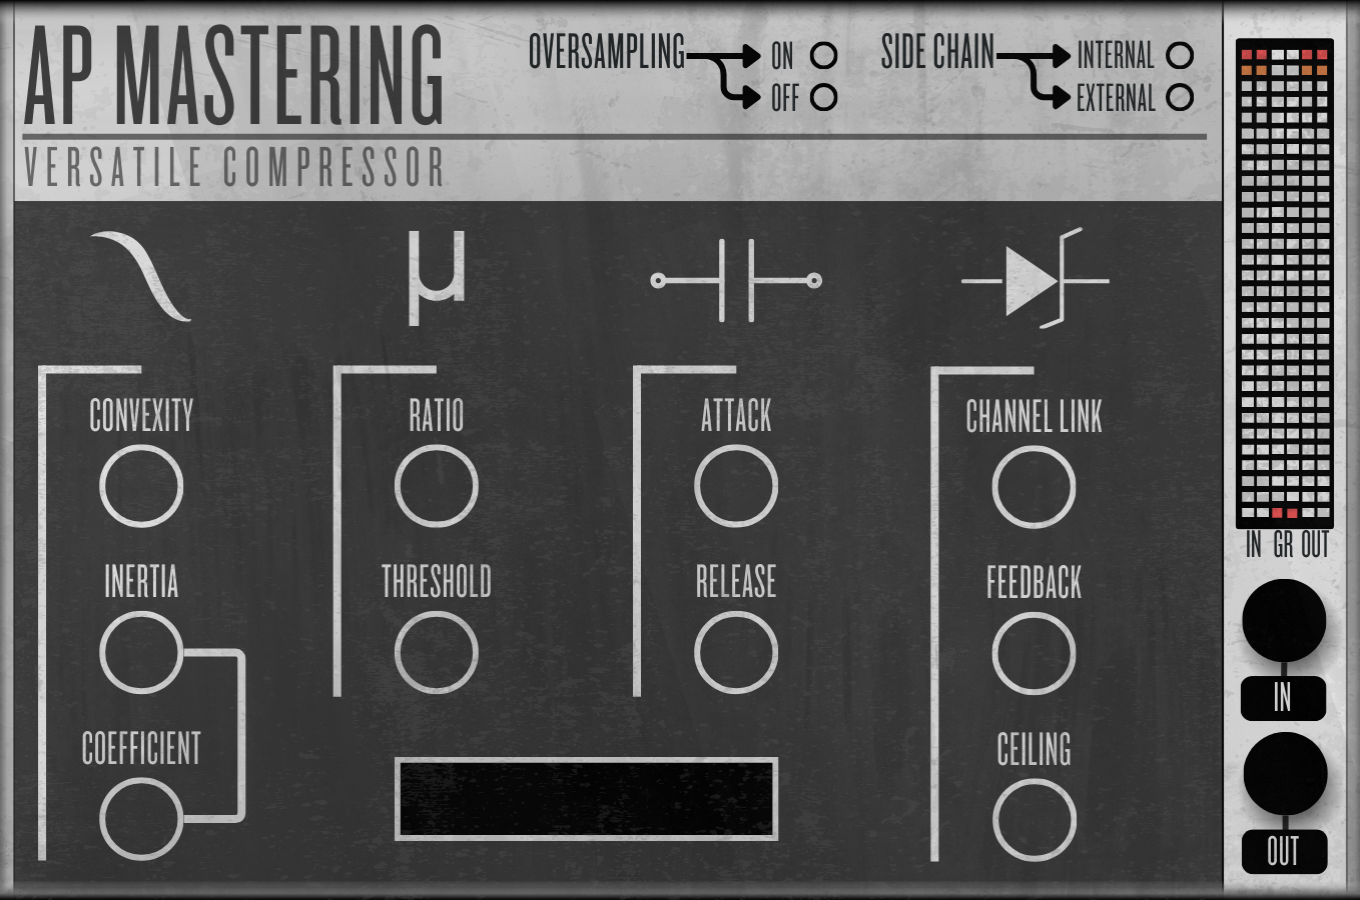 AP MASTERING
VERSATILE COMPRESSOR
OVERSAMPLING
ON
OFF
SIDE CHAIN
INTERNAL
EXTERNAL
μ
CONVEXITY
RATIO
ATTACK
CHANNEL LINK
INERTIA
THRESHOLD
RELEASE
FEEDBACK
COEFFICIENT
CEILING
IN GR OUT
IN
OUT